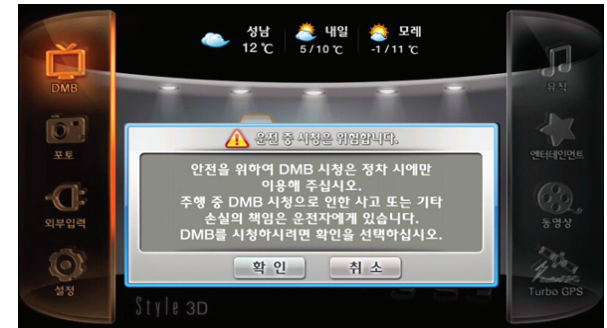 성남 내일 모레
12 ℃ 5 / 10 ℃ -1 / 11 ℃
DMB
포토
외부입력
설정
뮤직
엔터테인먼트
동영상
Turbo GPS
운전 중 시청은 위험합니다.
안전을 위하여 DMB 시청은 정차 시에만
이용해 주십시오.
주행 중 DMB 시청으로 인한 사고 또는 기타
손실의 책임은 운전자에게 있습니다.
DMB를 시청하시려면 확인을 선택하십시오.
확 인 취 소
Style 3D